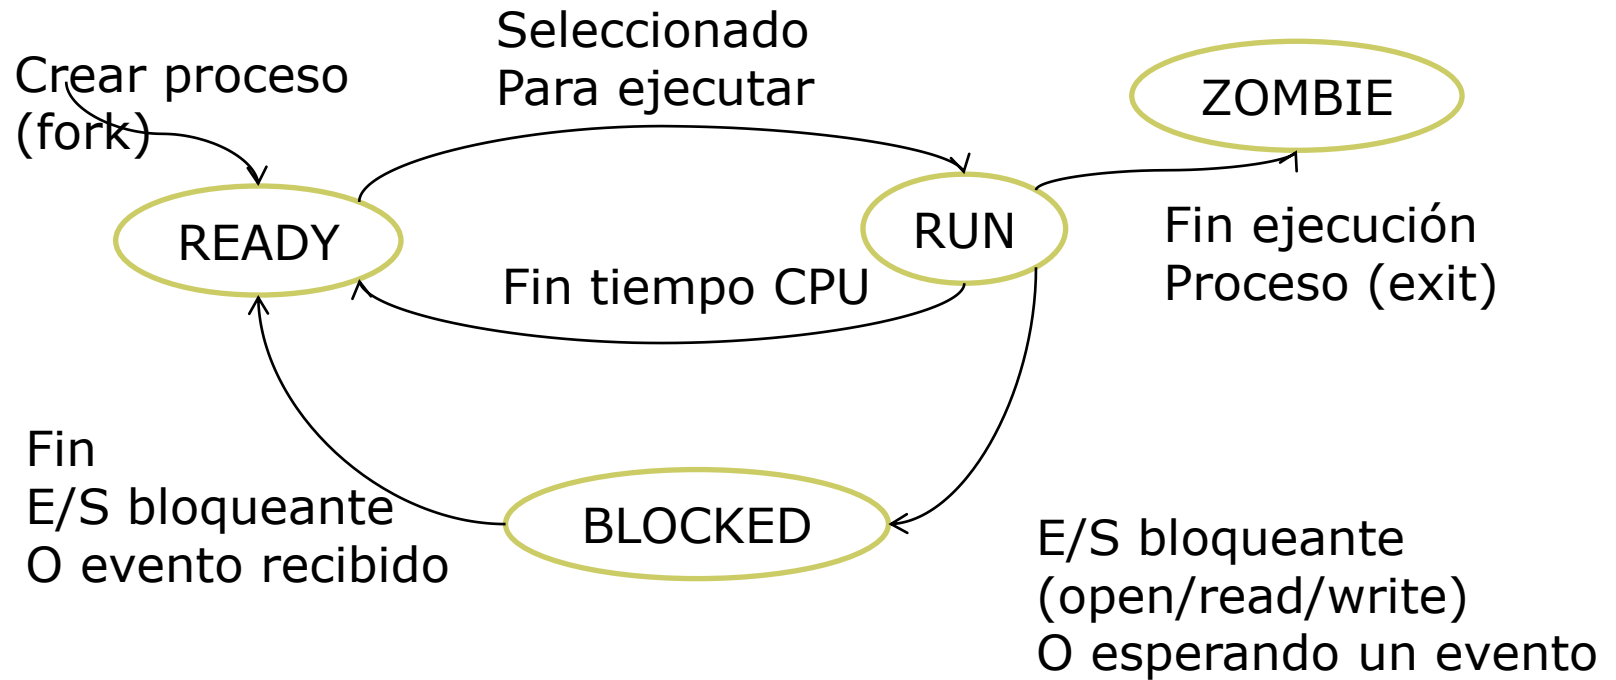 Seleccionado
Para ejecutar
Crear proceso
(fork)
ZOMBIE
READY
RUN
Fin ejecución
Proceso (exit)
Fin tiempo CPU
Fin
E/S bloqueante
O evento recibido
BLOCKED
E/S bloqueante
(open/read/write)
O esperando un evento